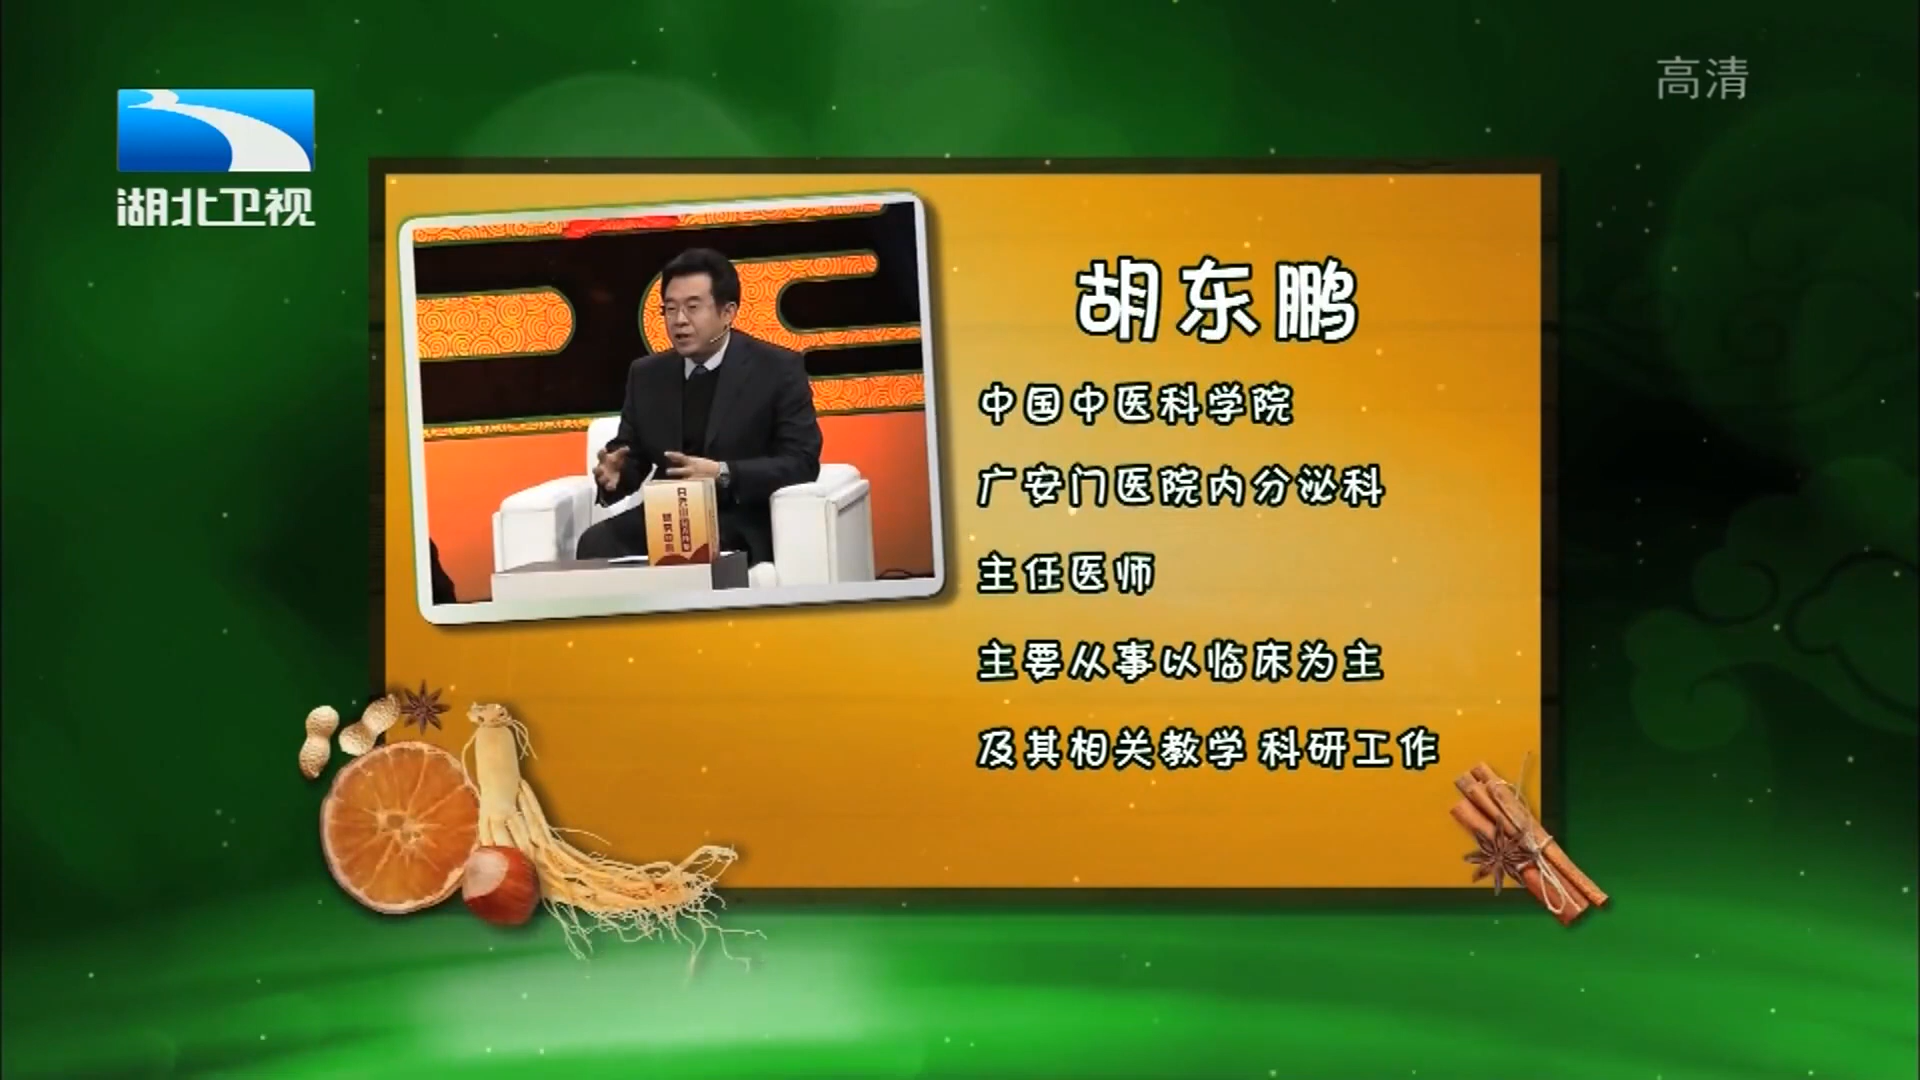 高清
湖北卫视
胡东鹏
中国中医科学院
广安门医院内分泌科
主任医师
主要从事以临床为主
及其相关教学 科研工作